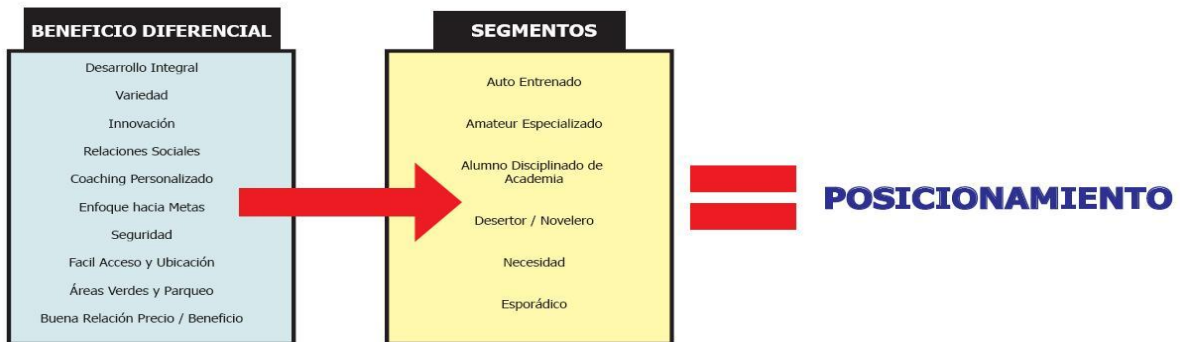 BENEFICIO DIFERENCIAL
Desarrollo Integral
Variedad
Innovación
Relaciones Sociales
Coaching Personalizado
Enfoque hacia Metas
Seguridad
Facil Acceso y Ubicación
Áreas Verdes y Parqueo
Buena Relación Precio / Beneficio
SEGMENTOS
Auto Entrenado
Amateur Especializado
Alumno Disciplinado de
Academia
Desertor / Novelero
Necesidad
Esporádico
POSICIONAMIENTO